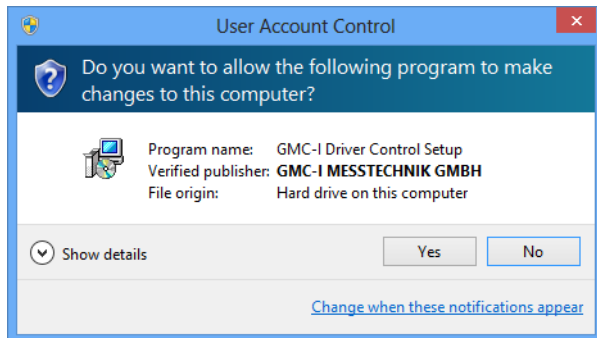 User Account Control
Do you want to allow the following program to make
changes to this computer?
Program name: GMC-I Driver Control Setup
Verified publisher: GMC-I MESSTECHNIK GMBH
File origin: Hard drive on this computer
Show details Yes No
Change when these notifications appear